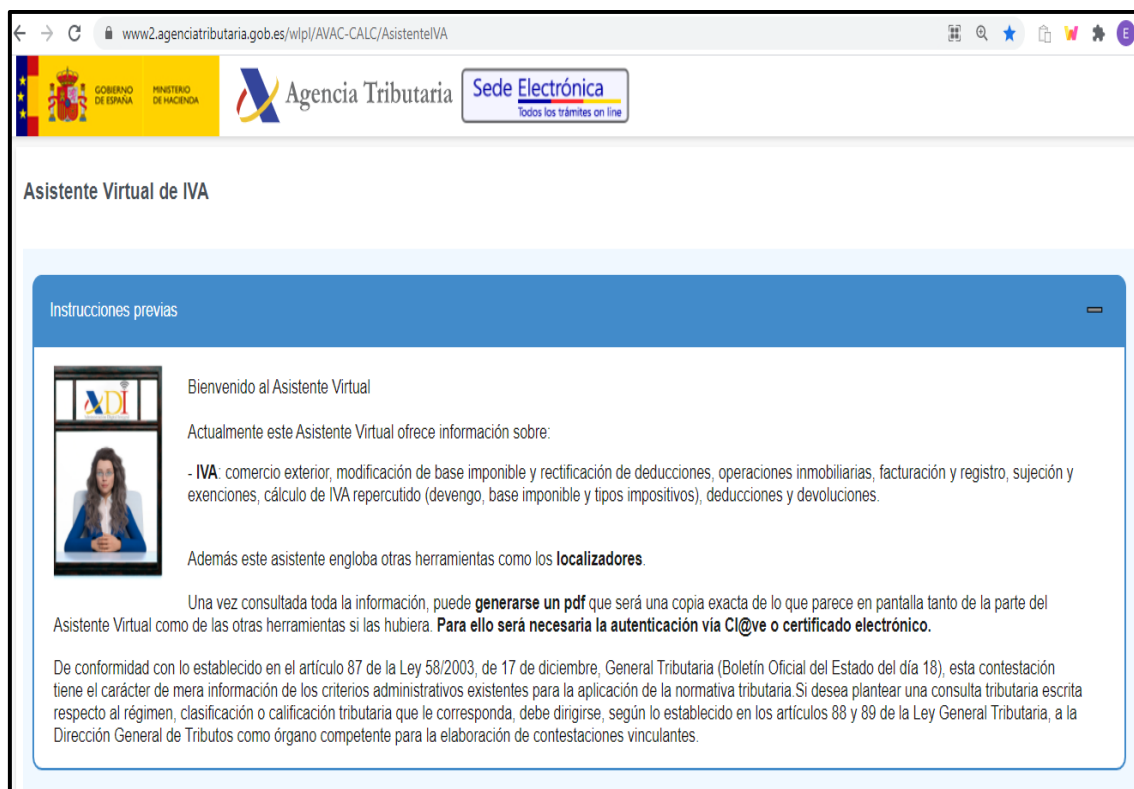 www2.agenciatributaria.gob.es/wlpl/AVAC-CALC/AsistenteIVA
E
GOBIERNO DE ESPAÑA
MINISTERIO DE HACIENDA
Agencia Tributaria
Sede Electrónica
Todos los trámites on line
Asistente Virtual de IVA
Instrucciones previas
ADI
Bienvenido al Asistente Virtual
Actualmente este Asistente Virtual ofrece información sobre:
- IVA: comercio exterior, modificación de base imponible y rectificación de deducciones, operaciones inmobiliarias, facturación y registro, sujeción y
exenciones, cálculo de IVA repercutido (devengo, base imponible y tipos impositivos), deducciones y devoluciones.
Además este asistente engloba otras herramientas como los localizadores.
Una vez consultada toda la información, puede generarse un pdf que será una copia exacta de lo que parece en pantalla tanto de la parte del
Asistente Virtual como de las otras herramientas si las hubiera. Para ello será necesaria la autenticación vía Cl@ve o certificado electrónico.
De conformidad con lo establecido en el artículo 87 de la Ley 58/2003, de 17 de diciembre, General Tributaria (Boletín Oficial del Estado del día 18), esta contestación
tiene el carácter de mera información de los criterios administrativos existentes para la aplicación de la normativa tributaria.Si desea plantear una consulta tributaria escrita
respecto al régimen, clasificación o calificación tributaria que le corresponda, debe dirigirse, según lo establecido en los artículos 88 y 89 de la Ley General Tributaria, a la
Dirección General de Tributos como órgano competente para la elaboración de contestaciones vinculantes.